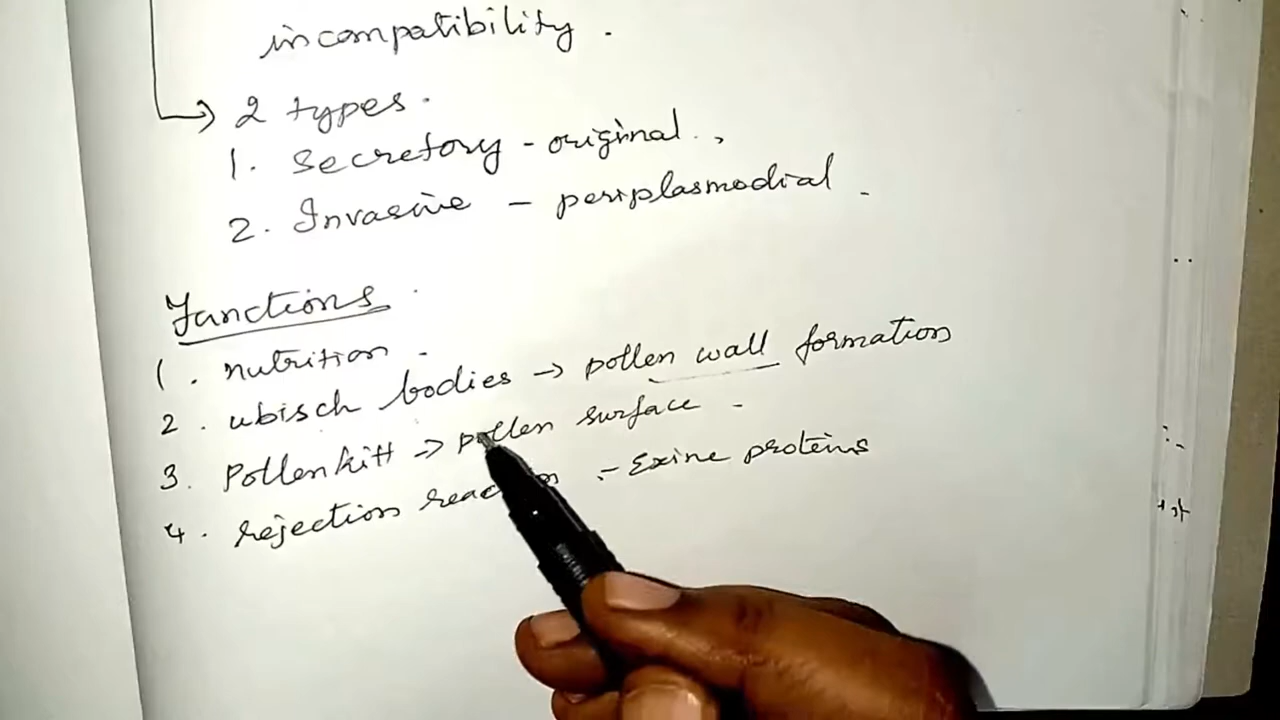 incompatibility.
2 types.
1. Secretory - original.,
2. Invasive - periplasmodial.
Functions.
1. nutrition.
2. ubisch bodies → pollen wall formation
3. Pollenkitt → pollen surface.
4. rejection :- Exine proteins